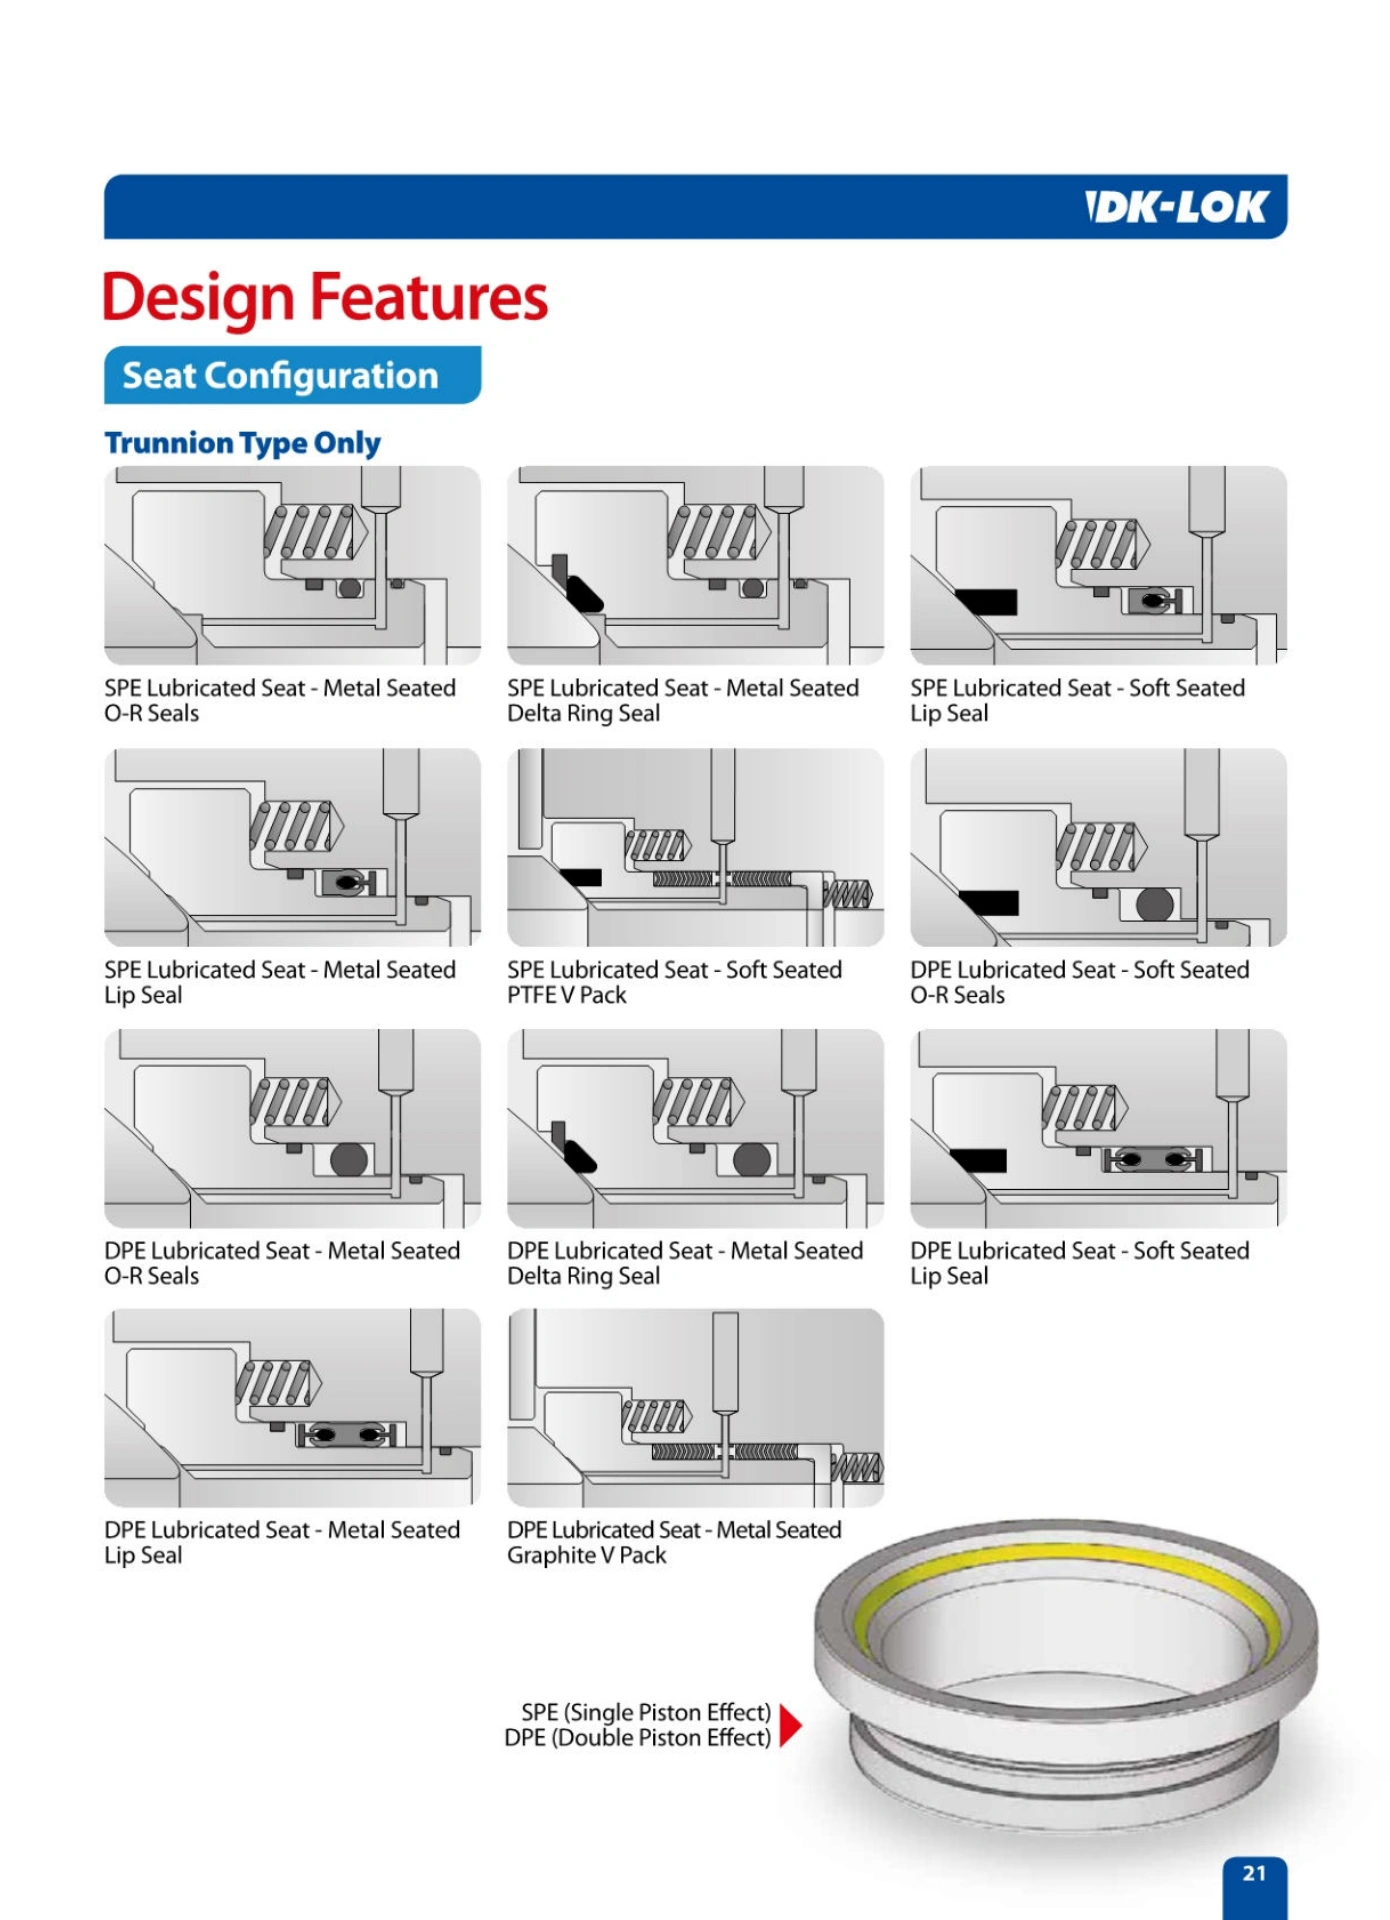 DK-LOK
Design Features
Seat Configuration
Trunnion Type Only
SPE Lubricated Seat - Metal Seated
O-R Seals
SPE Lubricated Seat - Metal Seated
Delta Ring Seal
SPE Lubricated Seat - Soft Seated
Lip Seal
SPE Lubricated Seat - Metal Seated
Lip Seal
SPE Lubricated Seat - Soft Seated
PTFE V Pack
DPE Lubricated Seat - Soft Seated
O-R Seals
DPE Lubricated Seat - Metal Seated
O-R Seals
DPE Lubricated Seat - Metal Seated
Delta Ring Seal
DPE Lubricated Seat - Soft Seated
Lip Seal
DPE Lubricated Seat - Metal Seated
Lip Seal
DPE Lubricated Seat - Metal Seated
Graphite V Pack
SPE (Single Piston Effect)
DPE (Double Piston Effect)
21